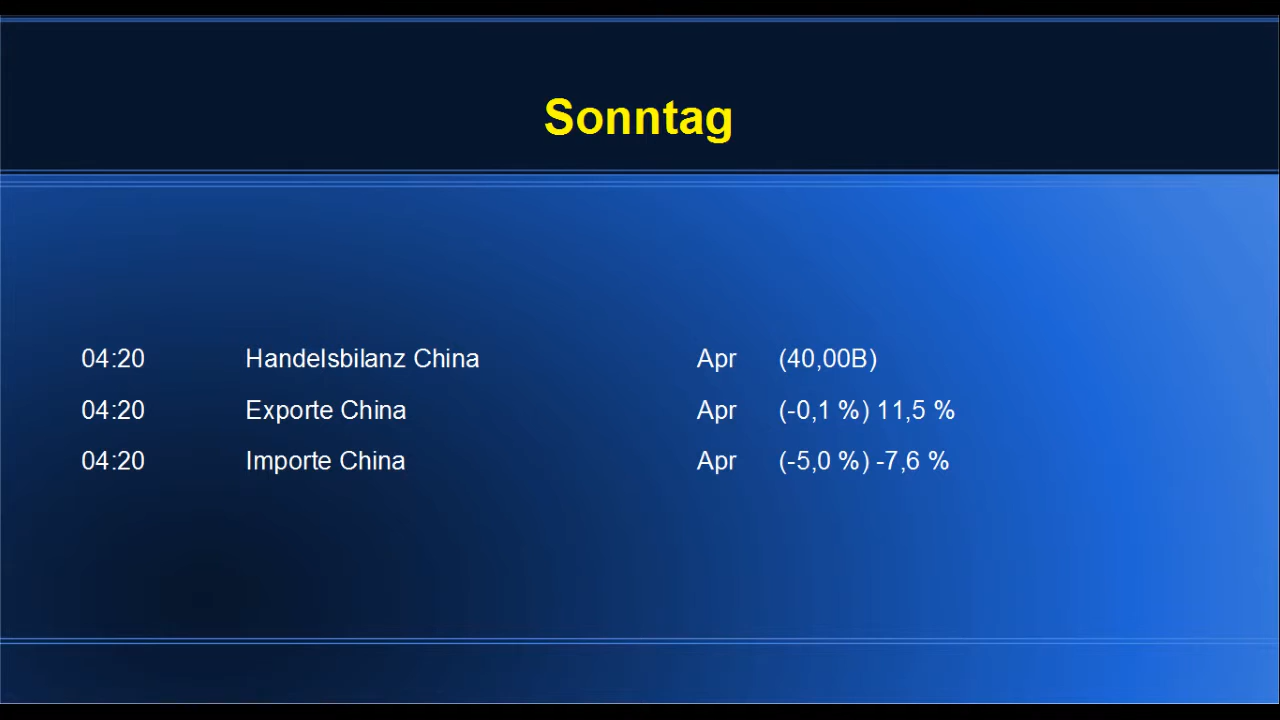 Sonntag
04:20 Handelsbilanz China Apr (40,00B)
04:20 Exporte China Apr (-0,1 %) 11,5 %
04:20 Importe China Apr (-5,0 %) -7,6 %